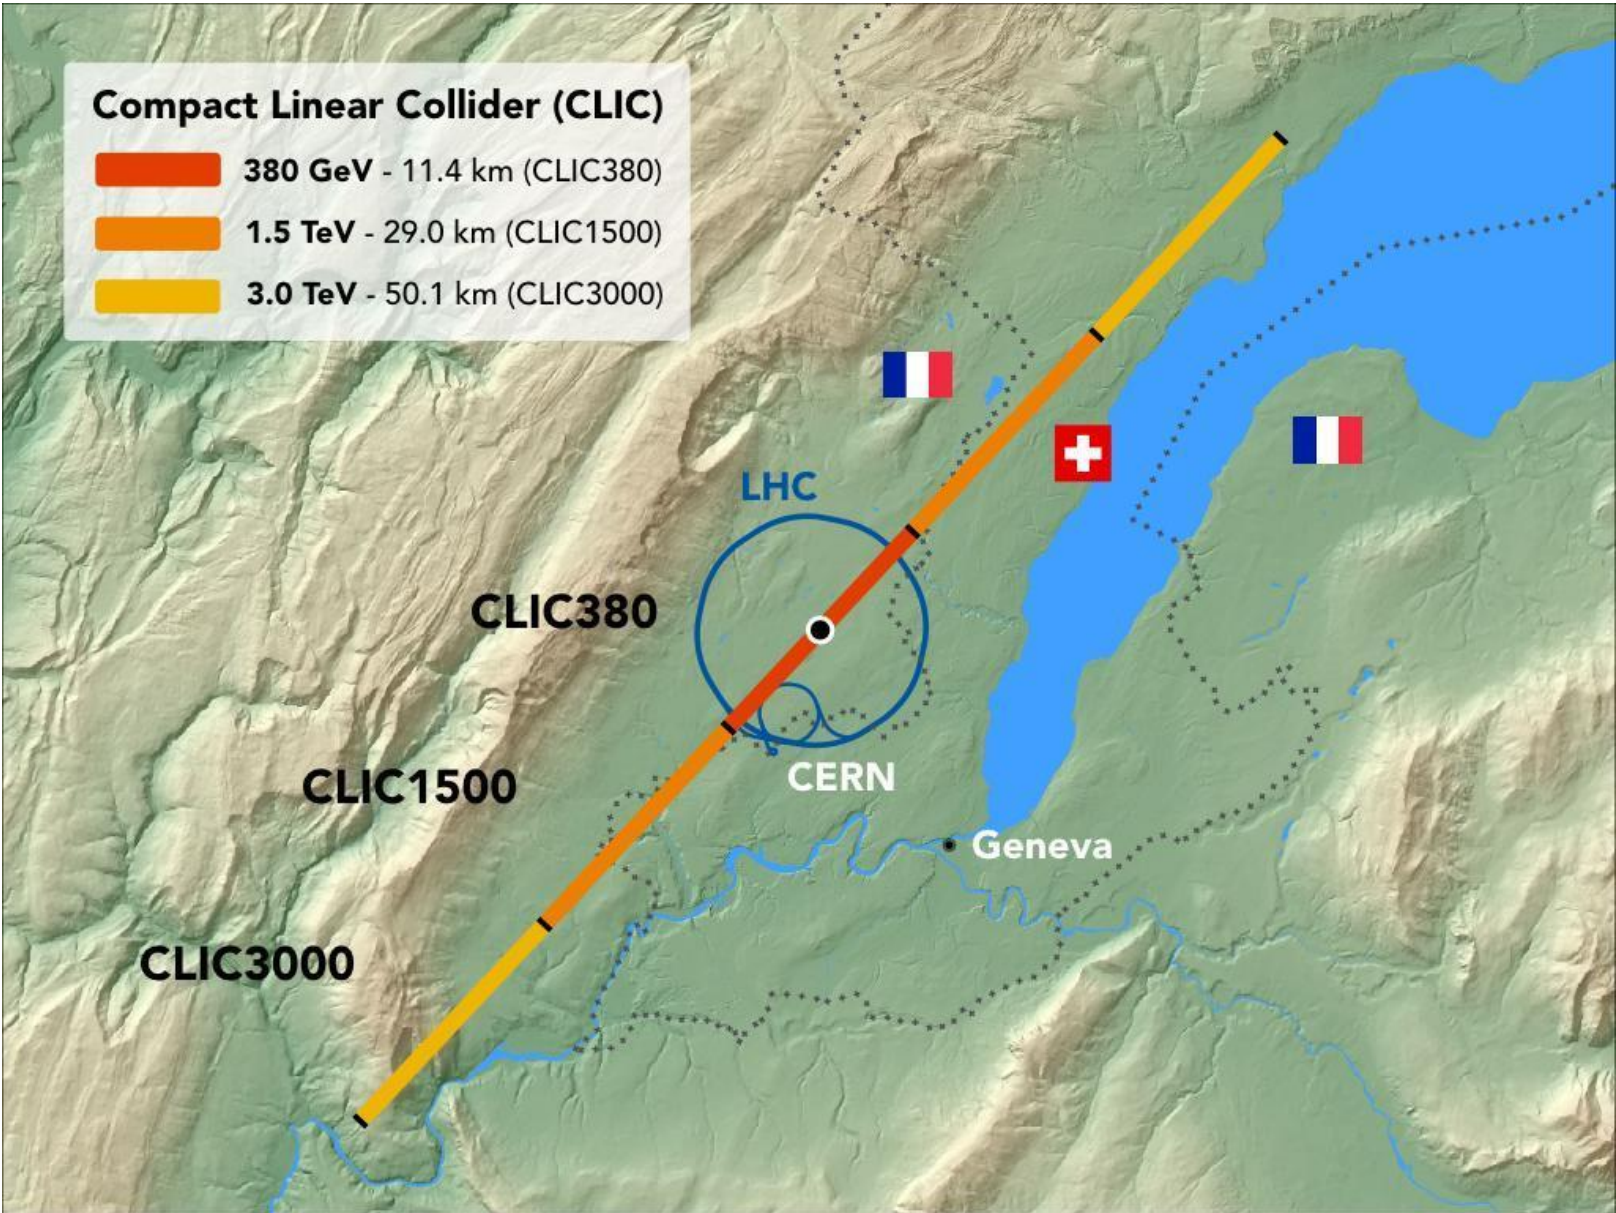 Compact Linear Collider (CLIC)
380 GeV - 11.4 km (CLIC380)
1.5 TeV - 29.0 km (CLIC1500)
3.0 TeV - 50.1 km (CLIC3000)
LHC
CLIC380
CERN
CLIC1500
Geneva
CLIC3000